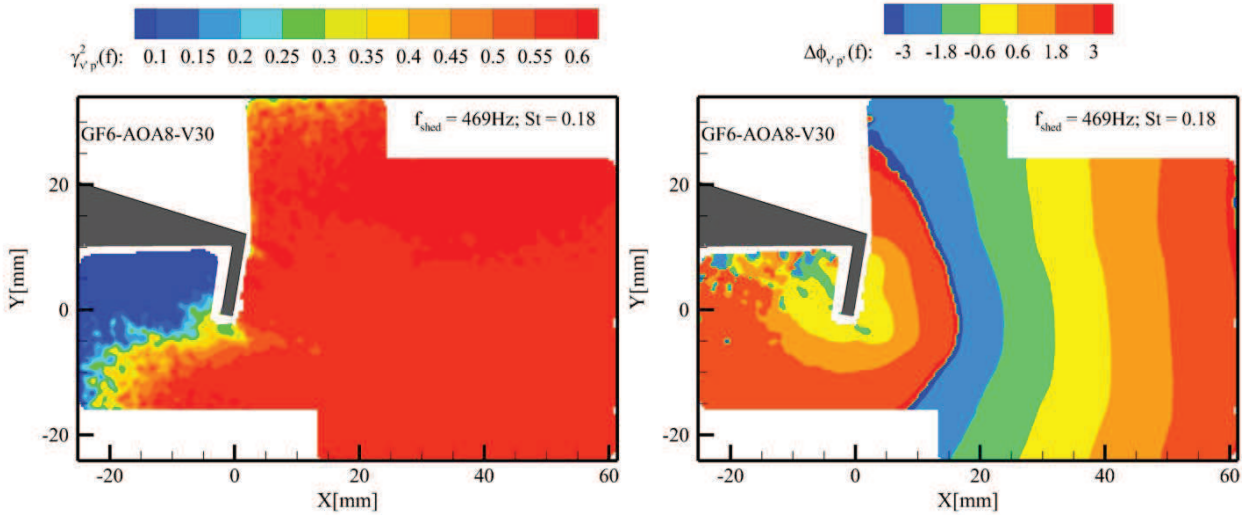 γ²v'p'(f): 0.1 0.15 0.2 0.25 0.3 0.35 0.4 0.45 0.5 0.55 0.6
GF6-AOA8-V30
f_shed = 469Hz; St = 0.18
20
0
-20
Y[mm]
-20 0 20 40 60
X[mm]
Δϕv'p'(f): -3 -1.8 -0.6 0.6 1.8 3
GF6-AOA8-V30
f_shed = 469Hz; St = 0.18
20
0
-20
Y[mm]
-20 0 20 40 60
X[mm]